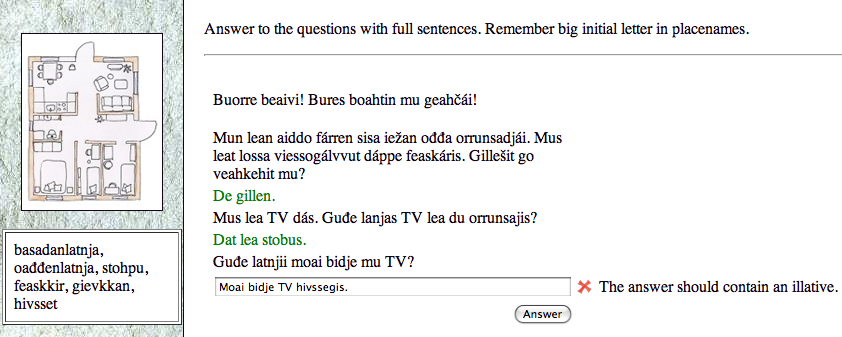 Answer to the questions with full sentences. Remember big initial letter in placenames.
Buorre beaivi! Bures boahtin mu geahčái!
Mun lean aiddo fárren sisa iežan ođđa orrunsadjái. Mus
leat lossa viessogálvvut dáppe feaskáris. Gillešit go
veahkehit mu?
De gillen.
Mus lea TV dás. Guđe lanjas TV lea du orrunsajis?
Dat lea stobus.
Guđe latnjii moai bidje mu TV?
Moai bidje TV hivssegis.
The answer should contain an illative.
Answer
basadanlatnja,
oađđenlatnja, stohpu,
feaskkir, gievkkan,
hivsset